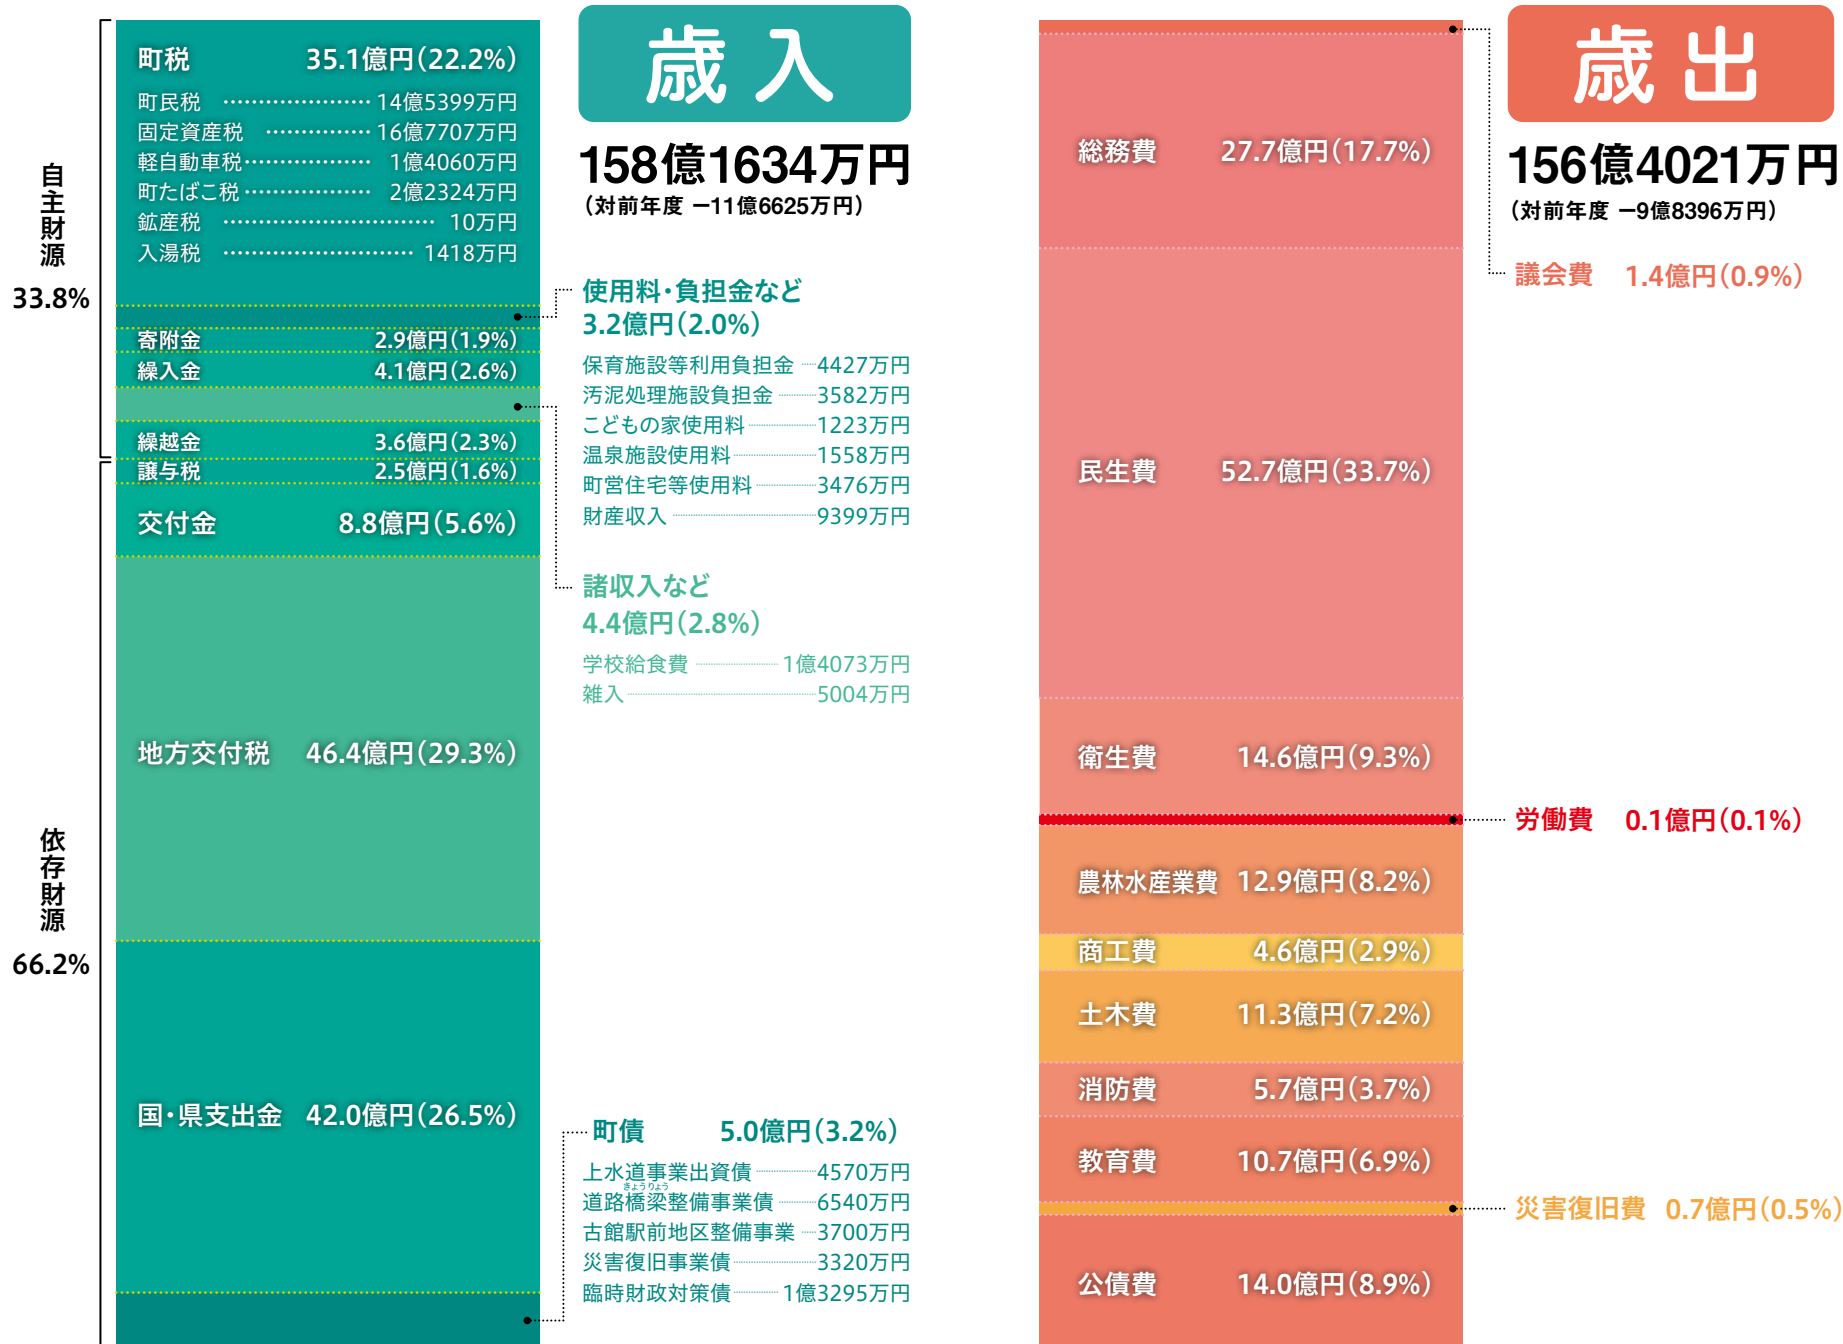 歳入
158億1634万円
（対前年度 −11億6625万円）
自主財源
33.8%
町税 35.1億円（22.2%）
町民税 14億5399万円
固定資産税 16億7707万円
軽自動車税 1億4060万円
町たばこ税 2億2324万円
鉱産税 10万円
入湯税 1418万円
使用料・負担金など
3.2億円（2.0%）
保育施設等利用負担金 4427万円
汚泥処理施設負担金 3582万円
こどもの家使用料 1223万円
温泉施設使用料 1558万円
町営住宅等使用料 3476万円
財産収入 9399万円
寄附金 2.9億円（1.9%）
繰入金 4.1億円（2.6%）
諸収入など
4.4億円（2.8%）
学校給食費 1億4073万円
雑入 5004万円
繰越金 3.6億円（2.3%）
依存財源
66.2%
譲与税 2.5億円（1.6%）
交付金 8.8億円（5.6%）
地方交付税 46.4億円（29.3%）
国・県支出金 42.0億円（26.5%）
町債 5.0億円（3.2%）
上水道事業出資債 4570万円
きょうりょう
道路橋梁整備事業債 6540万円
古館駅前地区整備事業 3700万円
災害復旧事業債 3320万円
臨時財政対策債 1億3295万円
歳出
156億4021万円
（対前年度 −9億8396万円）
議会費 1.4億円（0.9%）
総務費 27.7億円（17.7%）
民生費 52.7億円（33.7%）
衛生費 14.6億円（9.3%）
労働費 0.1億円（0.1%）
農林水産業費 12.9億円（8.2%）
商工費 4.6億円（2.9%）
土木費 11.3億円（7.2%）
消防費 5.7億円（3.7%）
教育費 10.7億円（6.9%）
災害復旧費 0.7億円（0.5%）
公債費 14.0億円（8.9%）